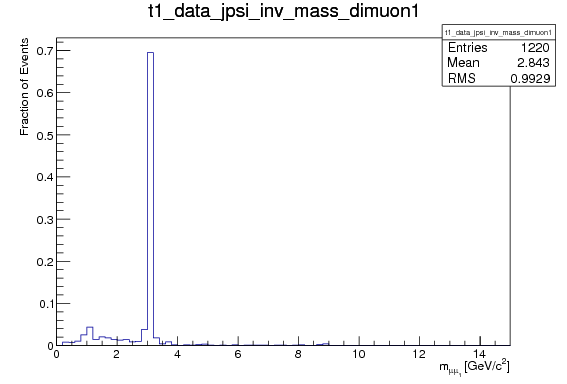 t1_data_jpsi_inv_mass_dimuon1
t1_data_jpsi_inv_mass_dimuon1
Entries 1220
Mean 2.843
RMS 0.9929
Fraction of Events
0.7
0.6
0.5
0.4
0.3
0.2
0.1
0
0 2 4 6 8 10 12 14
m_{μμ_1} [GeV/c²]